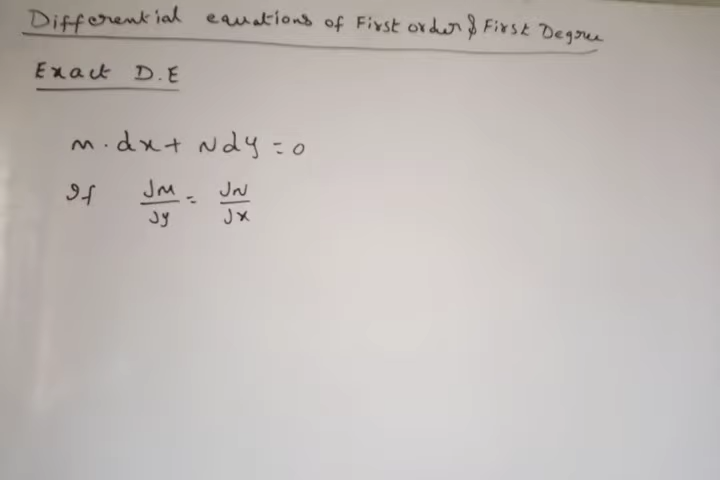 Differential equations of First order & First Degree
Exact D.E
M. dx + Ndy = 0
If ∂M/∂y = ∂N/∂x